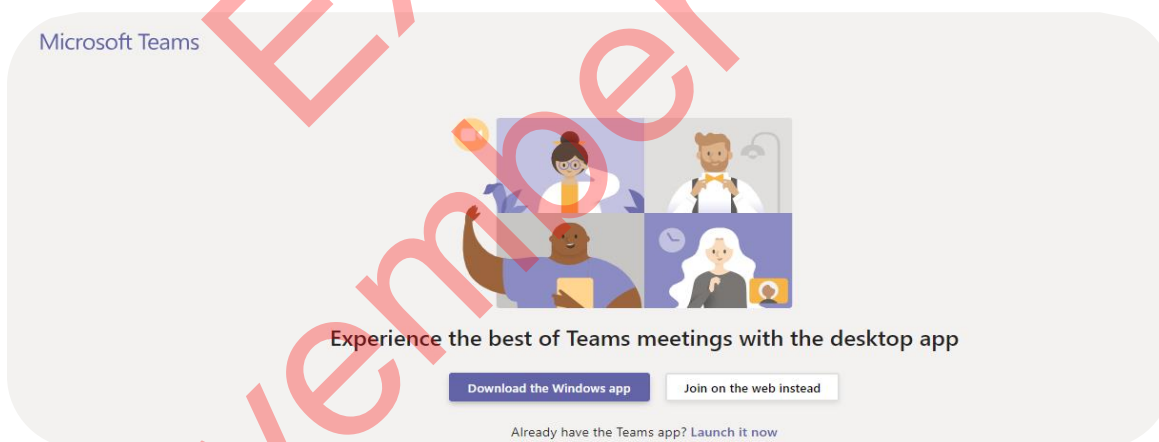 Microsoft Teams
Experience the best of Teams meetings with the desktop app
Download the Windows app
Join on the web instead
Already have the Teams app? Launch it now